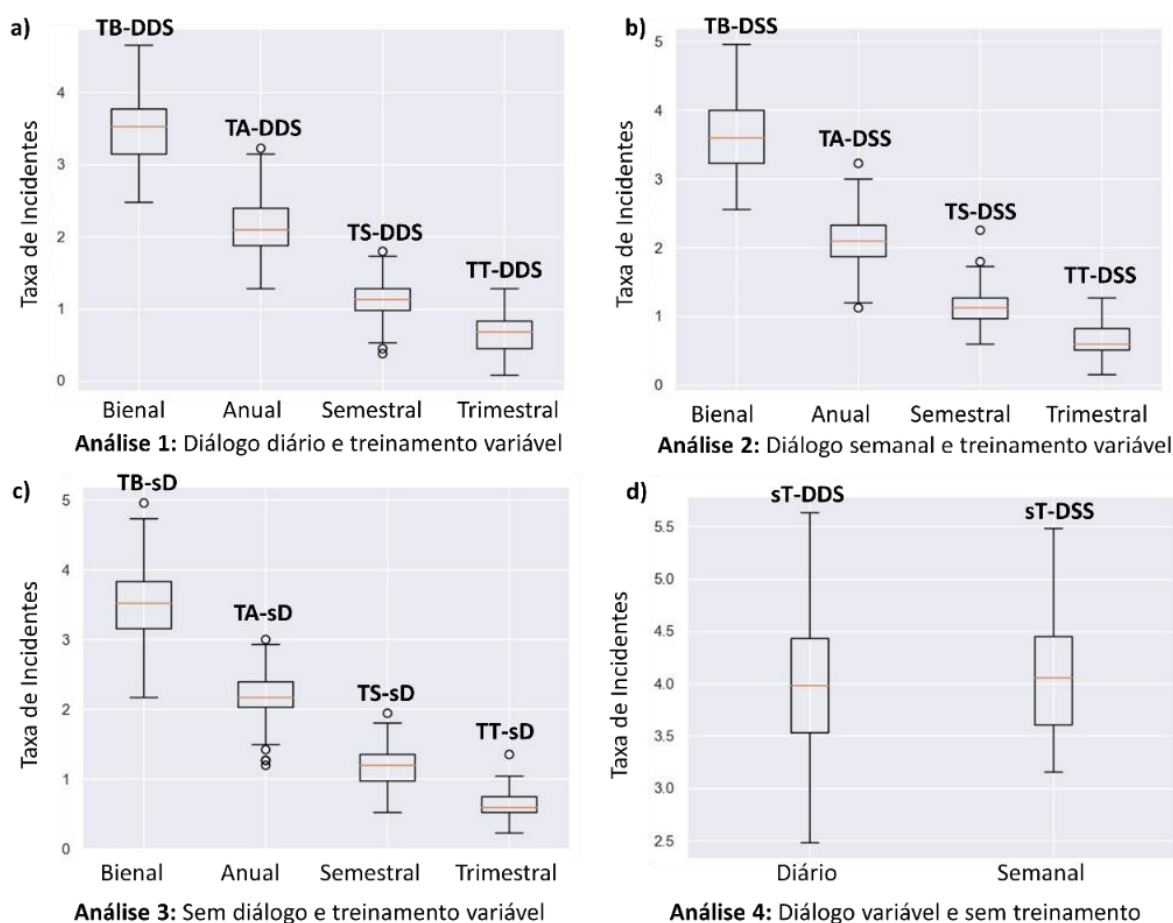 a)
TB-DDS
TA-DDS
TS-DDS
TT-DDS
Taxa de Incidentes
4
3
2
1
0
Bienal Anual Semestral Trimestral
Análise 1: Diálogo diário e treinamento variável
b)
TB-DSS
TA-DSS
TS-DSS
TT-DSS
Taxa de Incidentes
5
4
3
2
1
0
Bienal Anual Semestral Trimestral
Análise 2: Diálogo semanal e treinamento variável
c)
TB-sD
TA-sD
TS-sD
TT-sD
Taxa de Incidentes
5
4
3
2
1
0
Bienal Anual Semestral Trimestral
Análise 3: Sem diálogo e treinamento variável
d)
sT-DDS
sT-DSS
Taxa de Incidentes
5.5
5.0
4.5
4.0
3.5
3.0
2.5
Diário Semanal
Análise 4: Diálogo variável e sem treinamento